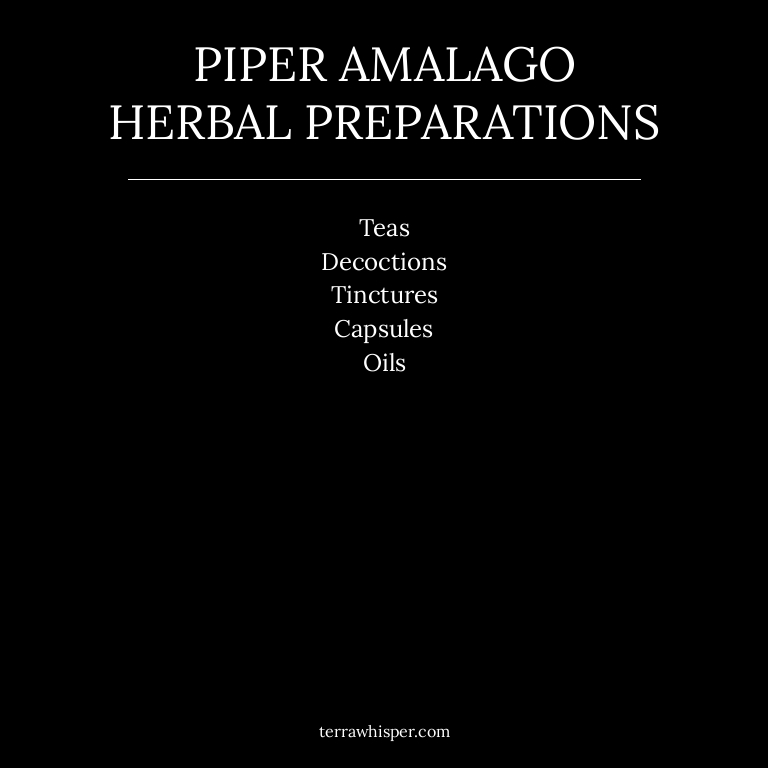 PIPER AMALAGO
HERBAL PREPARATIONS
Teas
Decoctions
Tinctures
Capsules
Oils
terrawhisper.com